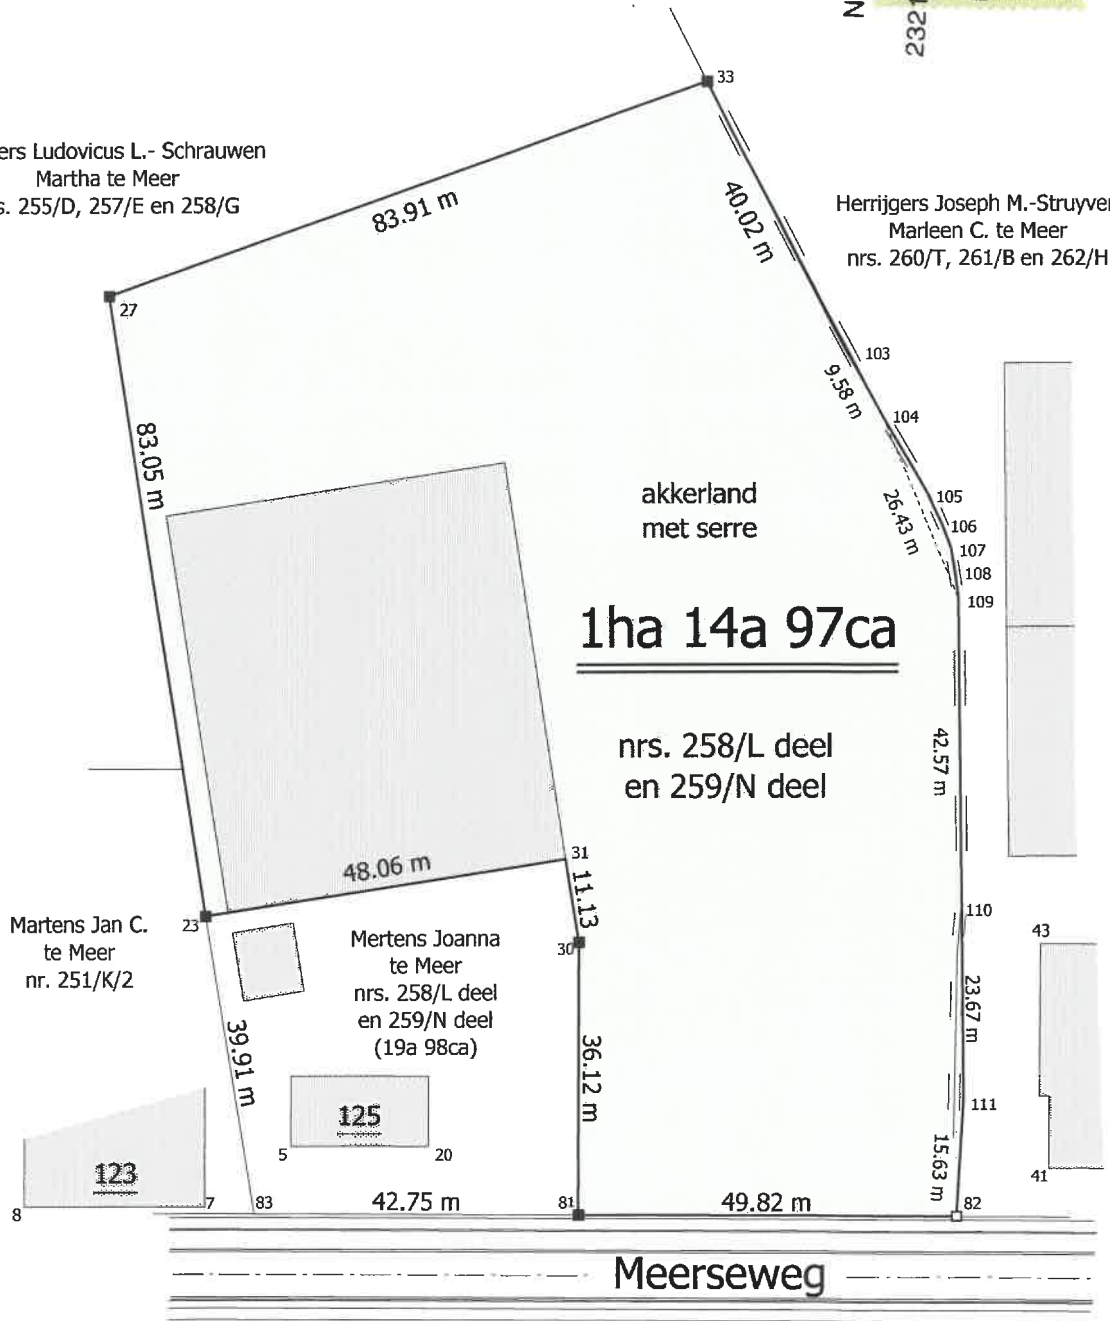 N
2321
33
ers Ludovicus L.- Schrauwen
Martha te Meer
s. 255/D, 257/E en 258/G
83.91 m
40.02 m
Herrijgers Joseph M.-Struyven
Marleen C. te Meer
nrs. 260/T, 261/B en 262/H
27
103
9.58 m
104
83.05 m
akkerland
met serre
105
26.43 m
106
107
108
109
1ha 14a 97ca
nrs. 258/L deel
en 259/N deel
42.57 m
31
48.06 m
11.13
23
110
Martens Jan C.
te Meer
nr. 251/K/2
Mertens Joanna
te Meer
nrs. 258/L deel
en 259/N deel
(19a 98ca)
30
43
23.67 m
39.91 m
36.12 m
125
111
5
20
123
15.63 m
41
8
7
83
42.75 m
81
49.82 m
82
Meerseweg